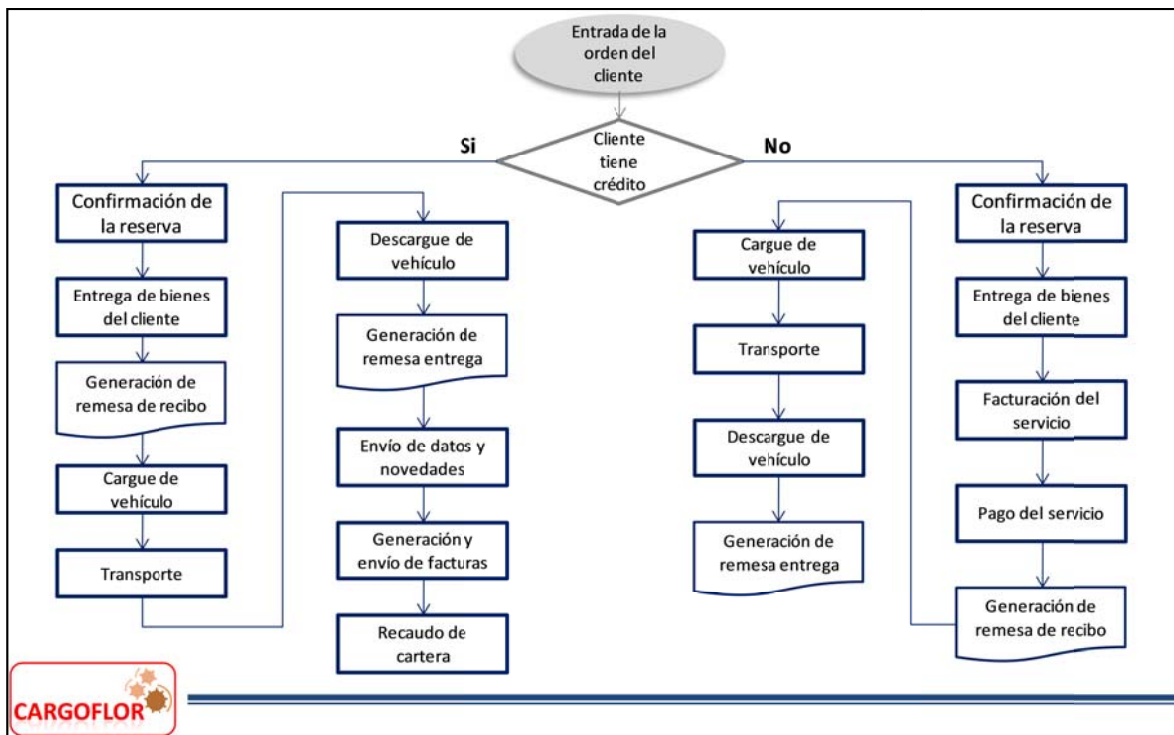 Entrada de la
orden del
cliente
Cliente
tiene
crédito
Si
No
Confirmación de
la reserva
Entrega de bienes
del cliente
Generación de
remesa de recibo
Cargue de
vehículo
Transporte
Descargue de
vehículo
Generación de
remesa entrega
Envío de datos y
novedades
Generación y
envío de facturas
Recaudo de
cartera
Confirmación de
la reserva
Entrega de bienes
del cliente
Facturación del
servicio
Pago del servicio
Generación de
remesa de recibo
Cargue de
vehículo
Transporte
Descargue de
vehículo
Generación de
remesa entrega
CARGOFLOR